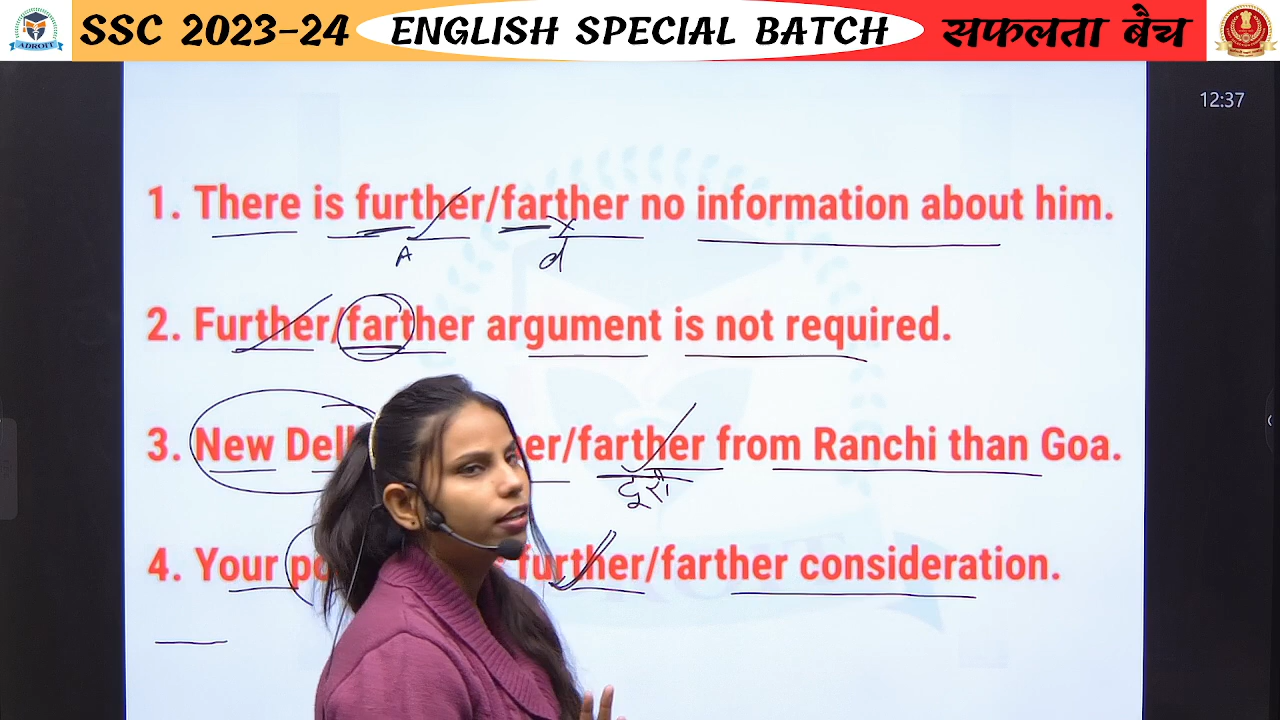 SSC 2023-24 ENGLISH SPECIAL BATCH सफलता बैच
ADROIT
12:37
1. There is further/farther no information about him.
A d
2. Further/farther argument is not required.
3. New Del er/farther from Ranchi than Goa.
दूरी
4. Your po further/farther consideration.